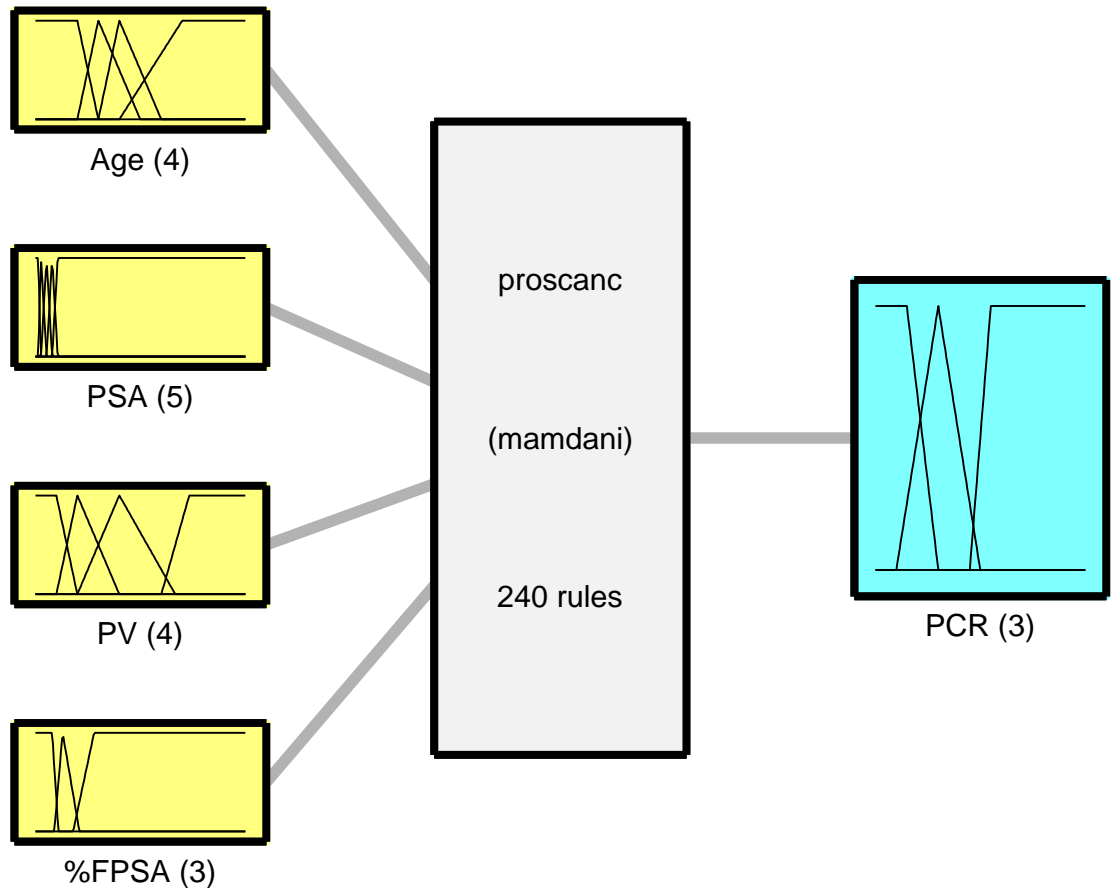 Age (4)
PSA (5)
PV (4)
%FPSA (3)
proscanc
(mamdani)
240 rules
PCR (3)